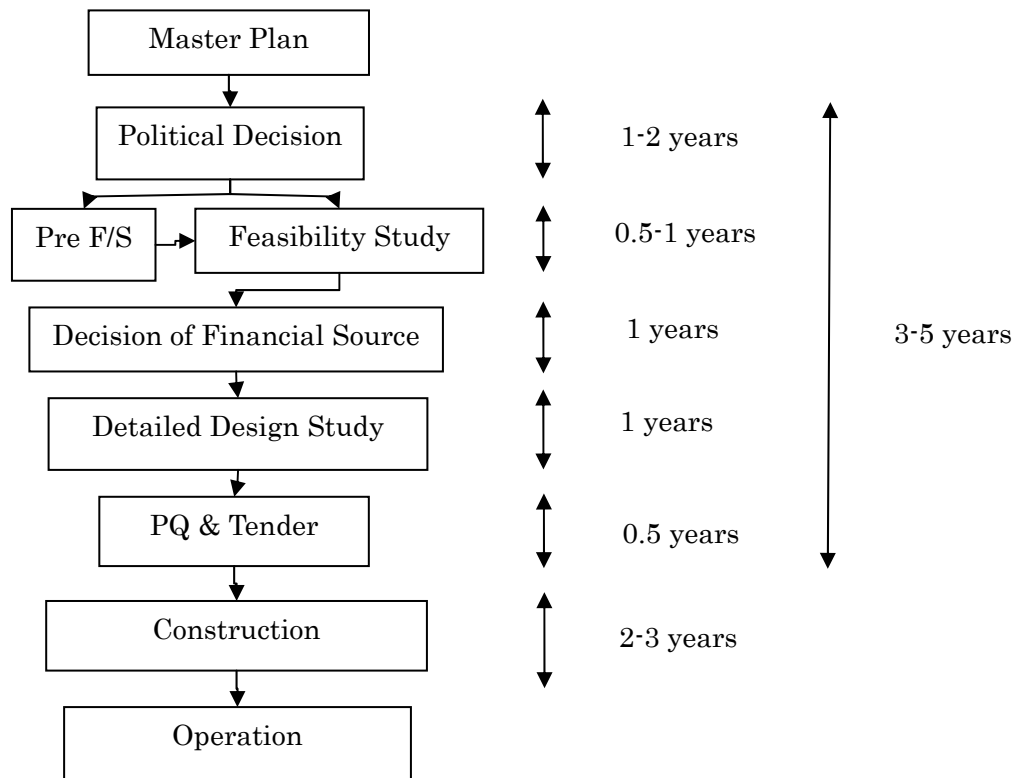 Master Plan
Political Decision
1-2 years
Pre F/S
Feasibility Study
0.5-1 years
Decision of Financial Source
1 years
3-5 years
Detailed Design Study
1 years
PQ & Tender
0.5 years
Construction
2-3 years
Operation